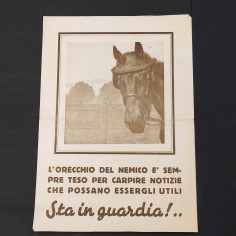 L'ORECCHIO DEL NEMICO E' SEM-
PRE TESO PER CARPIRE NOTIZIE
CHE POSSANO ESSERGLI UTILI
Sta in guardia!..